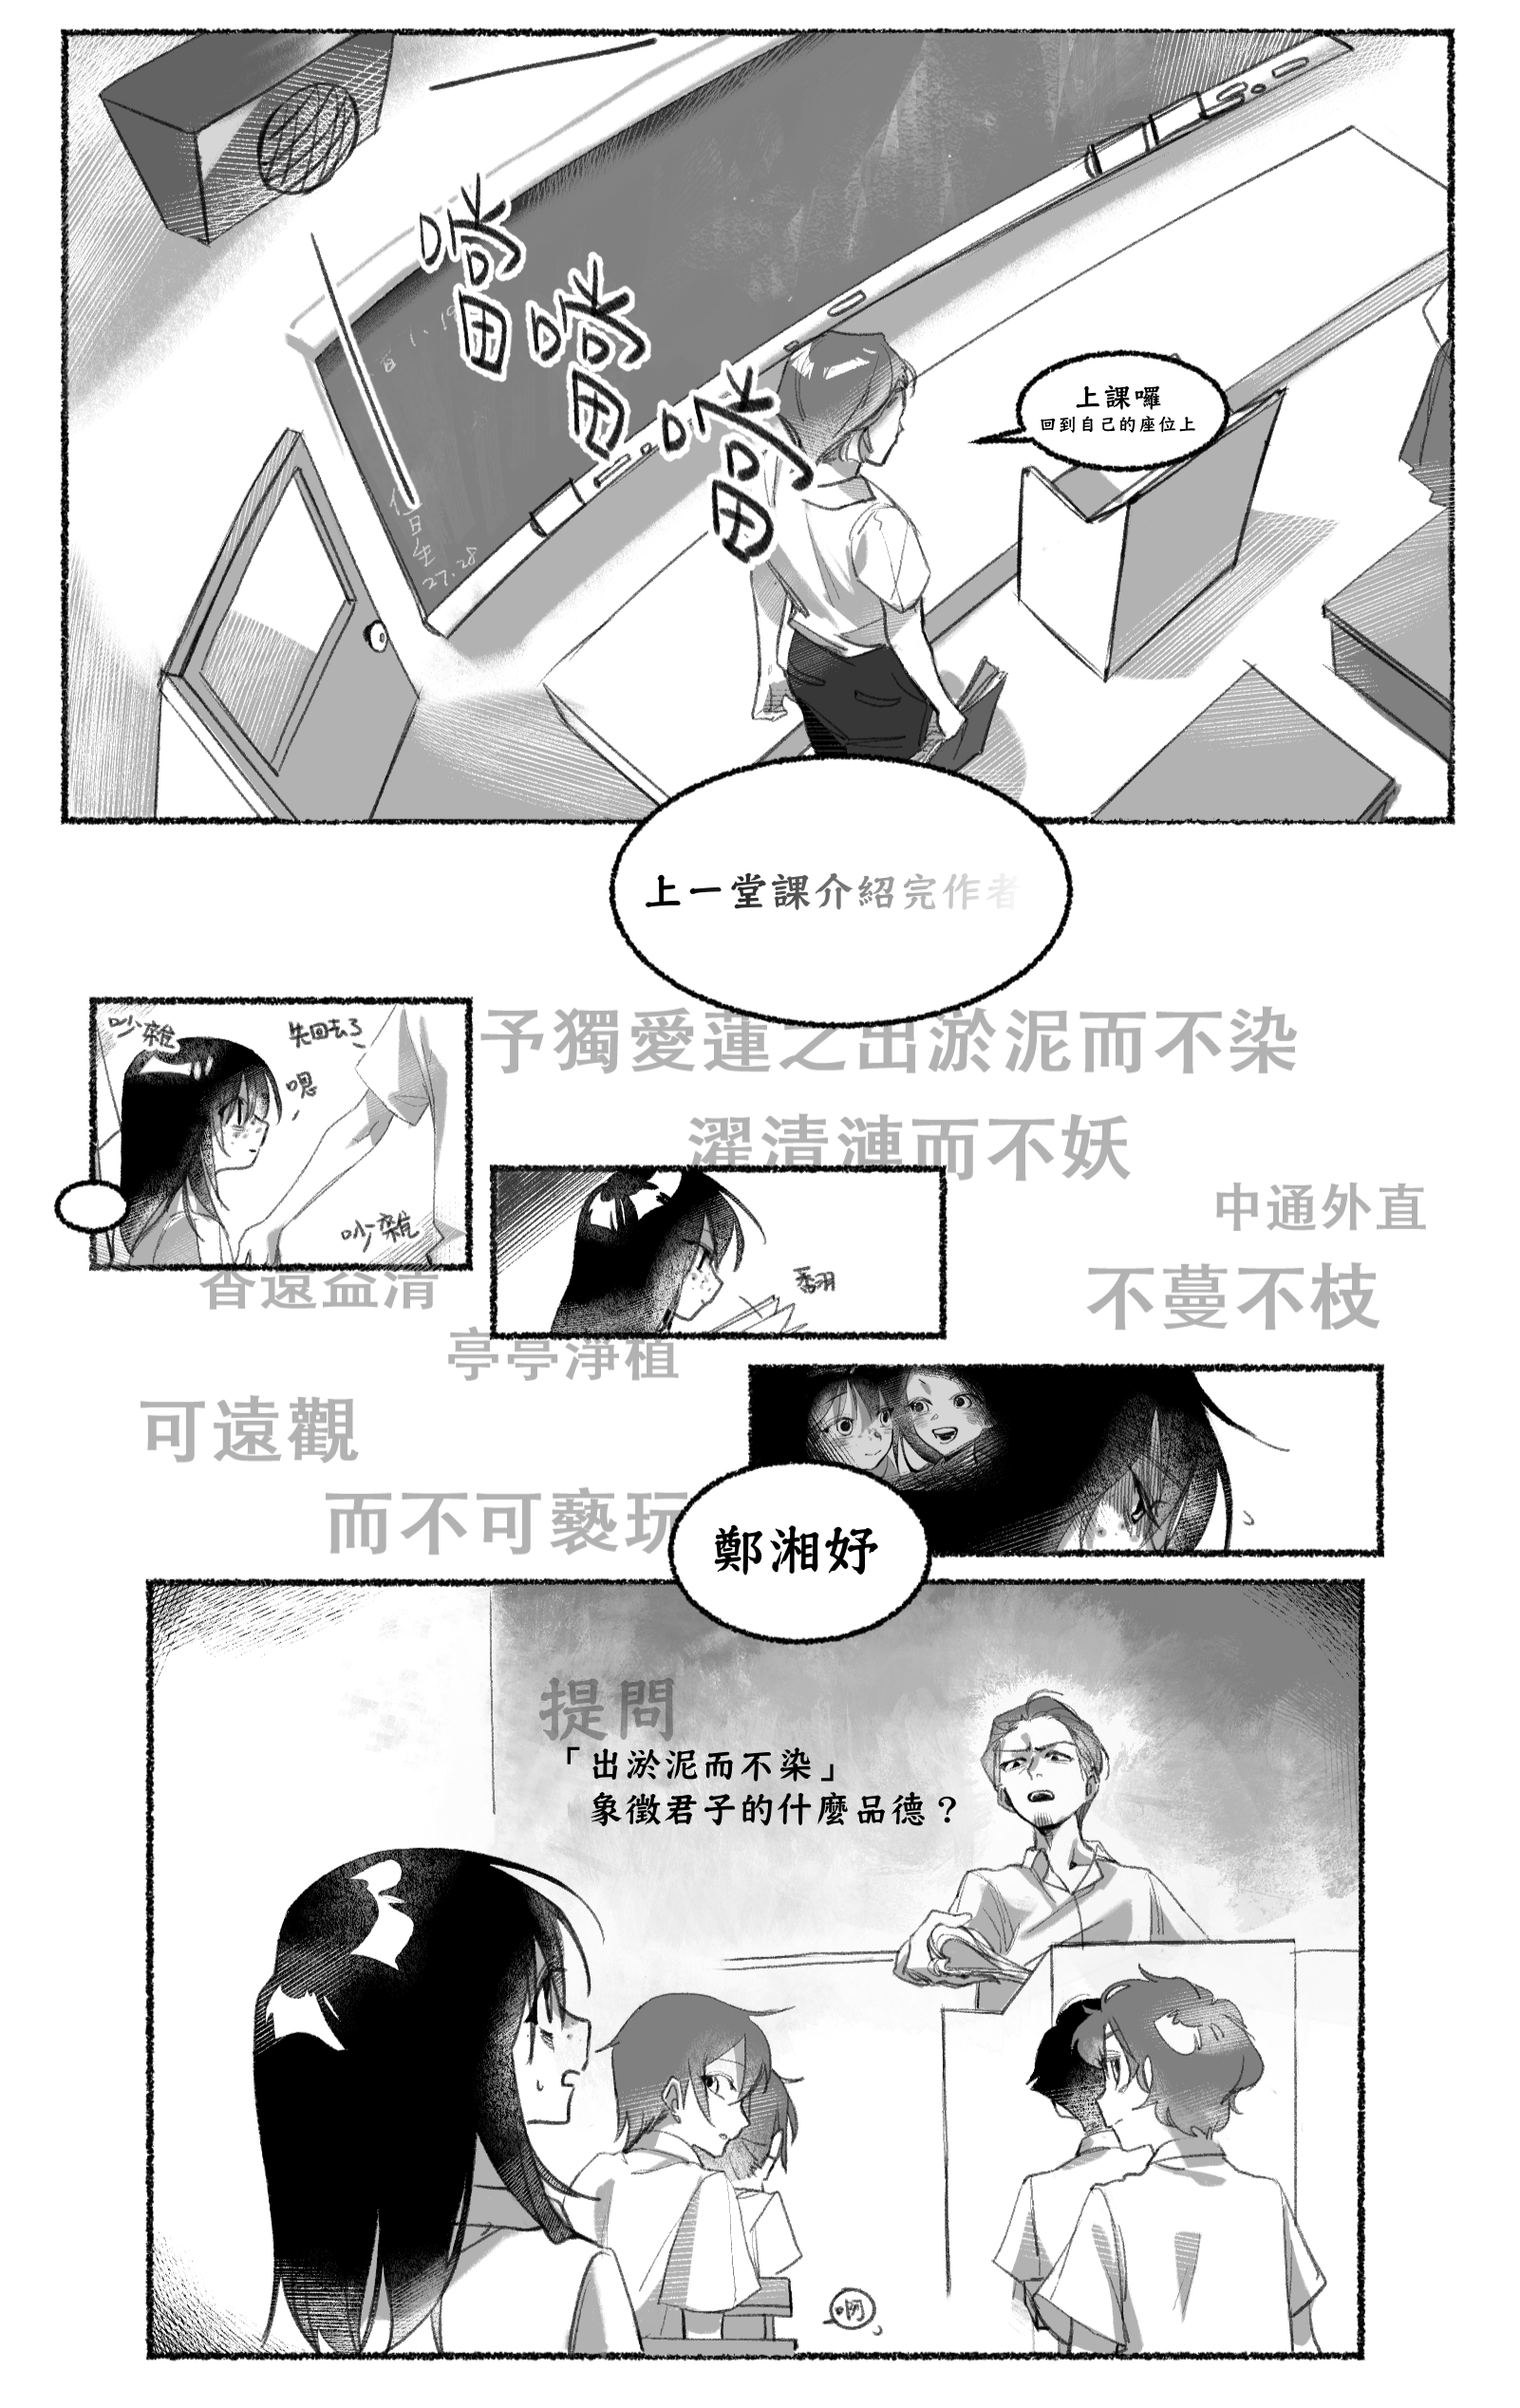 噹
噹
噹
上課囉
回到自己的座位上
值日生
27.28
上一堂課介紹完作者
吵雜
先回去了
嗯
吵雜
予獨愛蓮之出淤泥而不染
濯清漣而不妖
中通外直
不蔓不枝
翻
香遠益清
亭亭淨植
可遠觀
而不可褻玩
鄭湘妤
提問
「出淤泥而不染」
象徵君子的什麼品德？
啊